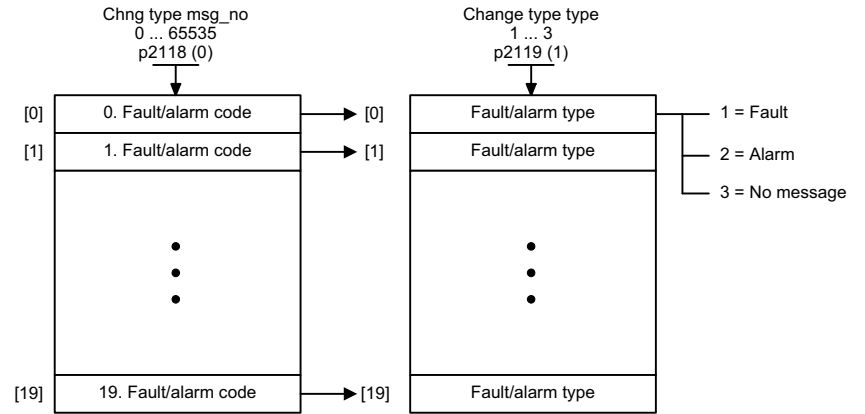 Chng type msg_no
0 ... 65535
p2118 (0)
Change type type
1 ... 3
p2119 (1)
[0] 0. Fault/alarm code [0] Fault/alarm type 1 = Fault
[1] 1. Fault/alarm code [1] Fault/alarm type 2 = Alarm
3 = No message
[19] 19. Fault/alarm code [19] Fault/alarm type